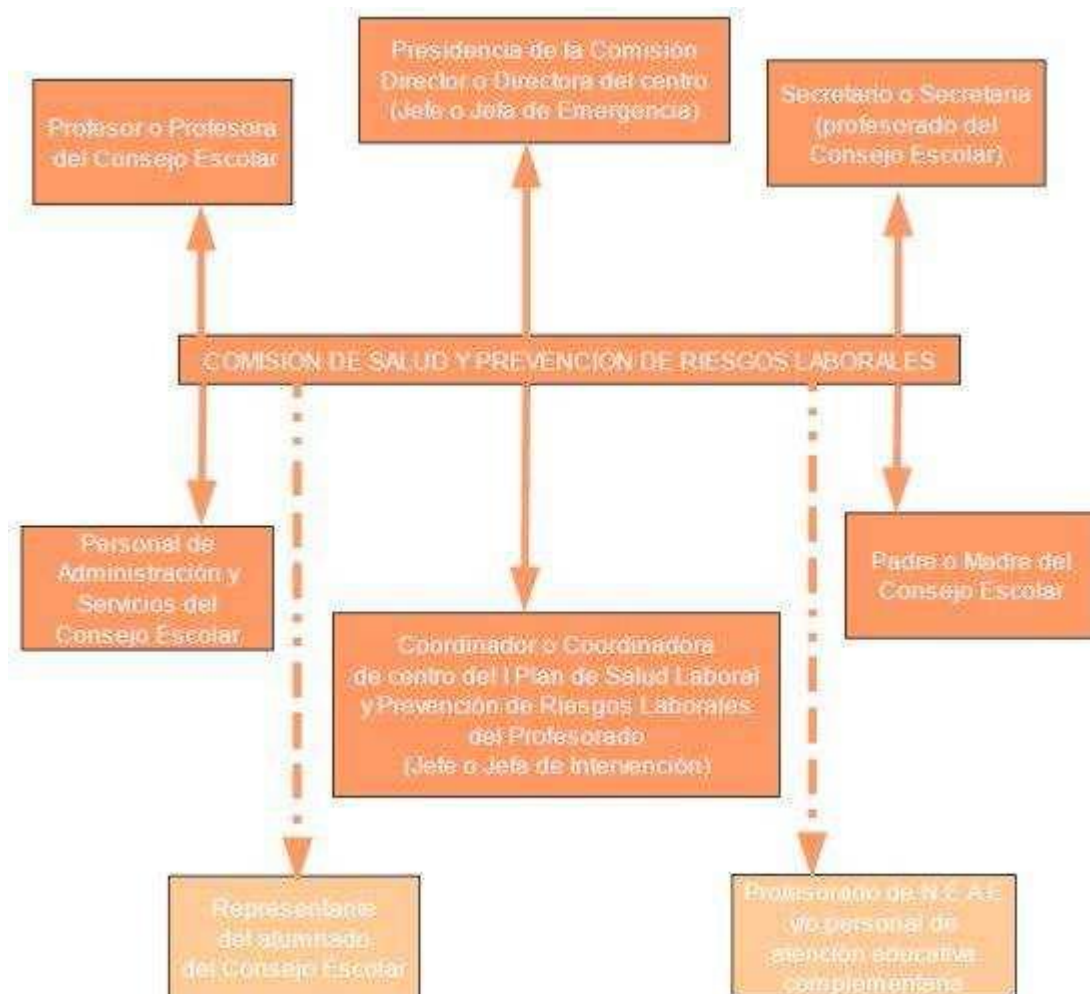 Presidencia de la Comisión
Director o Directora del centro
(Jefe o Jefa de Emergencia)
Profesor o Profesora
del Consejo Escolar
Secretario o Secretaria
(profesorado del
Consejo Escolar)
COMISION DE SALUD Y PREVENCION DE RIESGOS LABORALES
Personal de
Administración y
Servicios del
Consejo Escolar
Padre o Madre del
Consejo Escolar
Coordinador o Coordinadora
de centro del I Plan de Salud Laboral
y Prevención de Riesgos Laborales
del Profesorado
(Jefe o Jefa de Intervención)
Representante
del alumnado
del Consejo Escolar
Profesorado de N.E.A.E
y/o personal de
atención educativa
complementaria